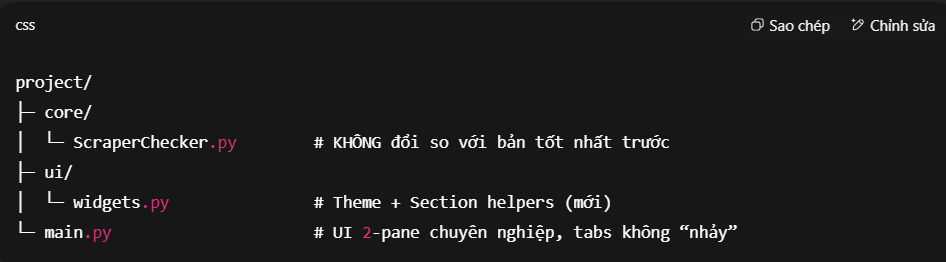 css
Sao chép
Chỉnh sửa
project/
├─ core/
│  └─ ScraperChecker.py        # KHÔNG đổi so với bản tốt nhất trước
├─ ui/
│  └─ widgets.py               # Theme + Section helpers (mới)
└─ main.py                     # UI 2-pane chuyên nghiệp, tabs không “nhảy”